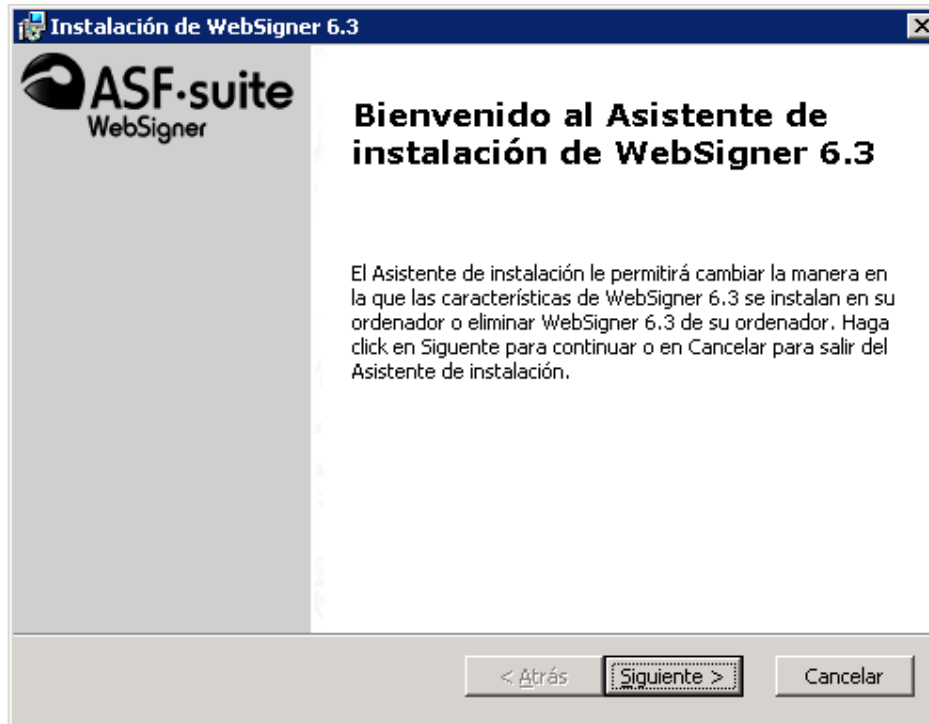 Instalación de WebSigner 6.3
ASF·suite
WebSigner
Bienvenido al Asistente de
instalación de WebSigner 6.3
El Asistente de instalación le permitirá cambiar la manera en
la que las características de WebSigner 6.3 se instalan en su
ordenador o eliminar WebSigner 6.3 de su ordenador. Haga
click en Siguente para continuar o en Cancelar para salir del
Asistente de instalación.
< Atrás
Siguiente >
Cancelar